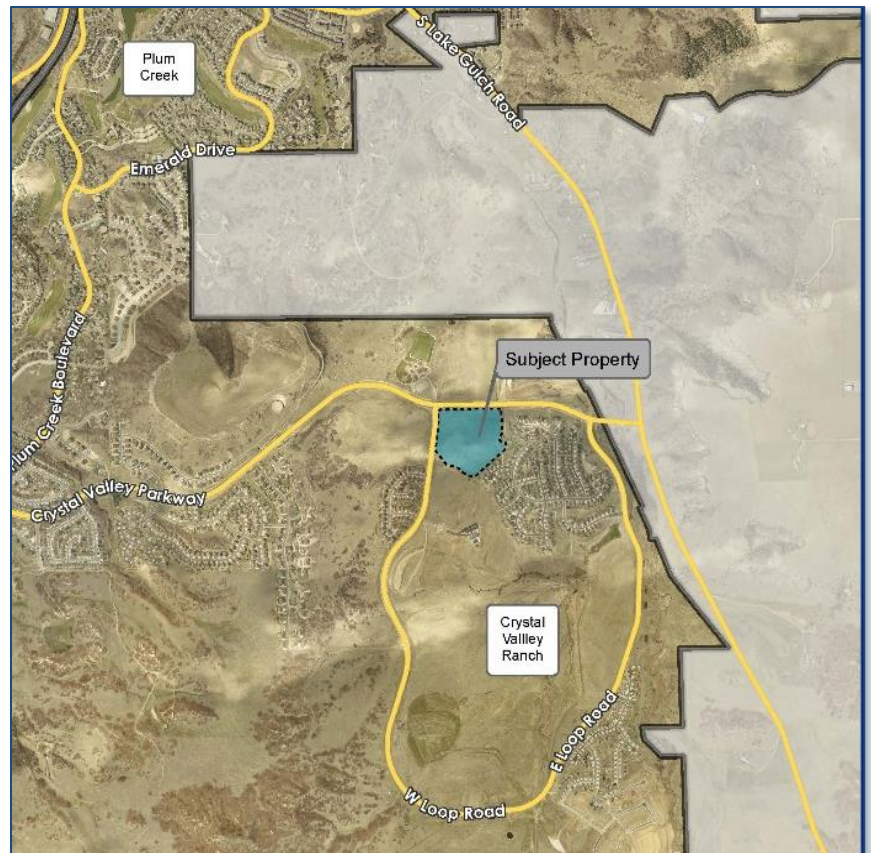 Plum
Creek
S Lake Gulch Road
Emerald Drive
Plum Creek Boulevard
Subject Property
Crystal Valley Parkway
Crystal
Vallley
Ranch
E Loop Road
W Loop Road